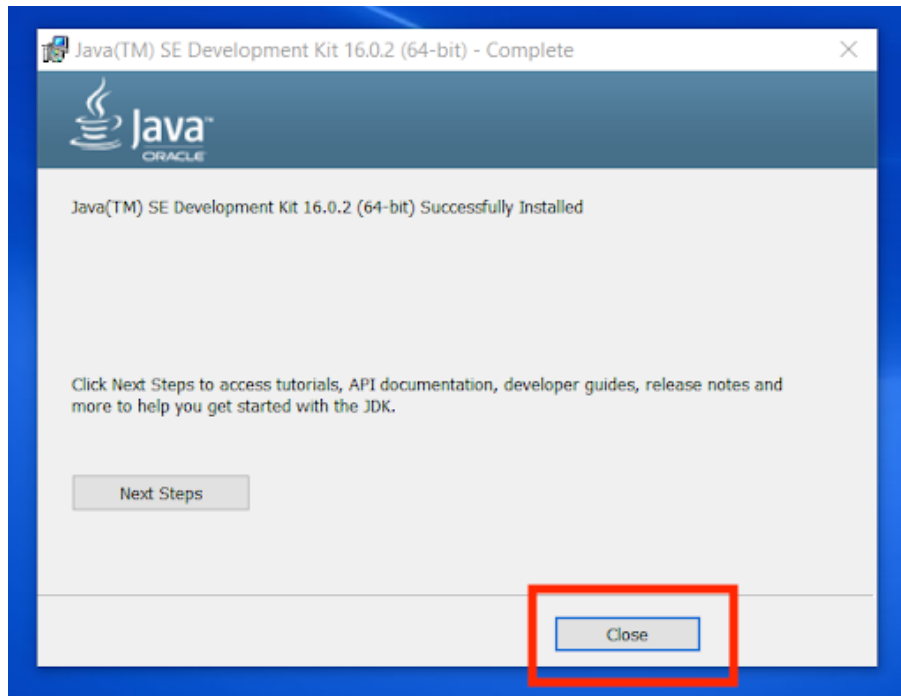 Java(TM) SE Development Kit 16.0.2 (64-bit) - Complete
Java™
ORACLE
Java(TM) SE Development Kit 16.0.2 (64-bit) Successfully Installed
Click Next Steps to access tutorials, API documentation, developer guides, release notes and
more to help you get started with the JDK.
Next Steps
Close